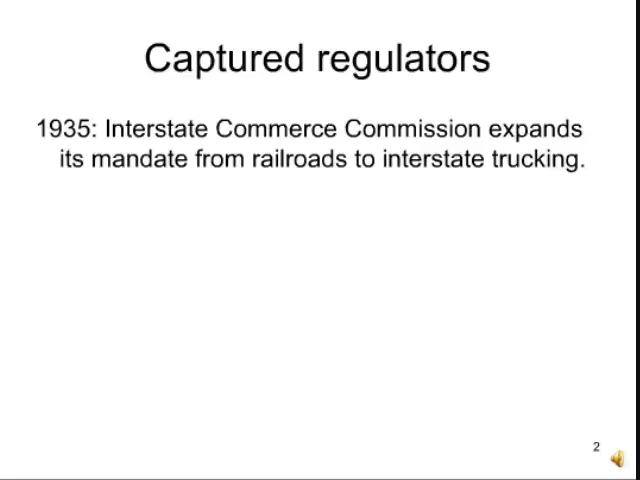 Captured regulators
1935: Interstate Commerce Commission expands
its mandate from railroads to interstate trucking.
2